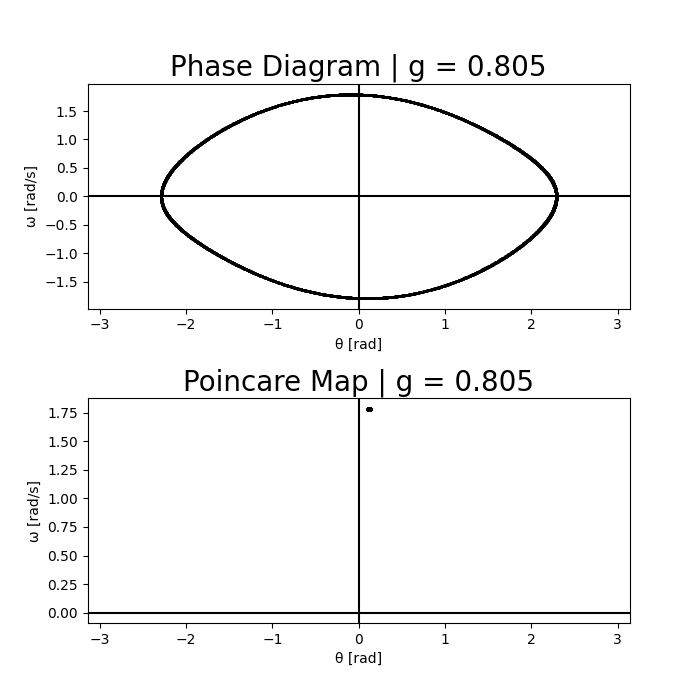 Phase Diagram | g = 0.805
1.5
1.0
0.5
0.0
−0.5
−1.0
−1.5
ω [rad/s]
−3 −2 −1 0 1 2 3
θ [rad]
Poincare Map | g = 0.805
1.75
1.50
1.25
1.00
0.75
0.50
0.25
0.00
ω [rad/s]
−3 −2 −1 0 1 2 3
θ [rad]